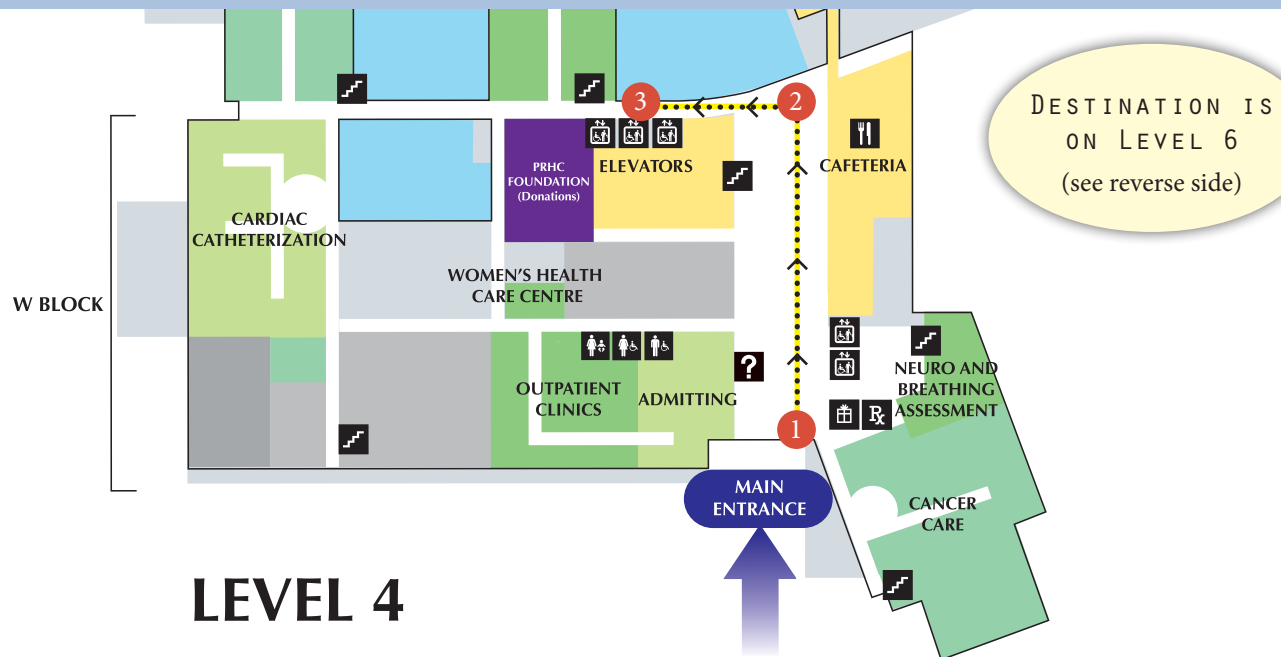 DESTINATION IS
ON LEVEL 6
(see reverse side)
3
2
ELEVATORS
CAFETERIA
PRHC
FOUNDATION
(Donations)
CARDIAC
CATHETERIZATION
WOMEN'S HEALTH
CARE CENTRE
W BLOCK
?
NEURO AND
BREATHING
ASSESSMENT
OUTPATIENT
CLINICS
ADMITTING
Rx
1
MAIN
ENTRANCE
CANCER
CARE
LEVEL 4